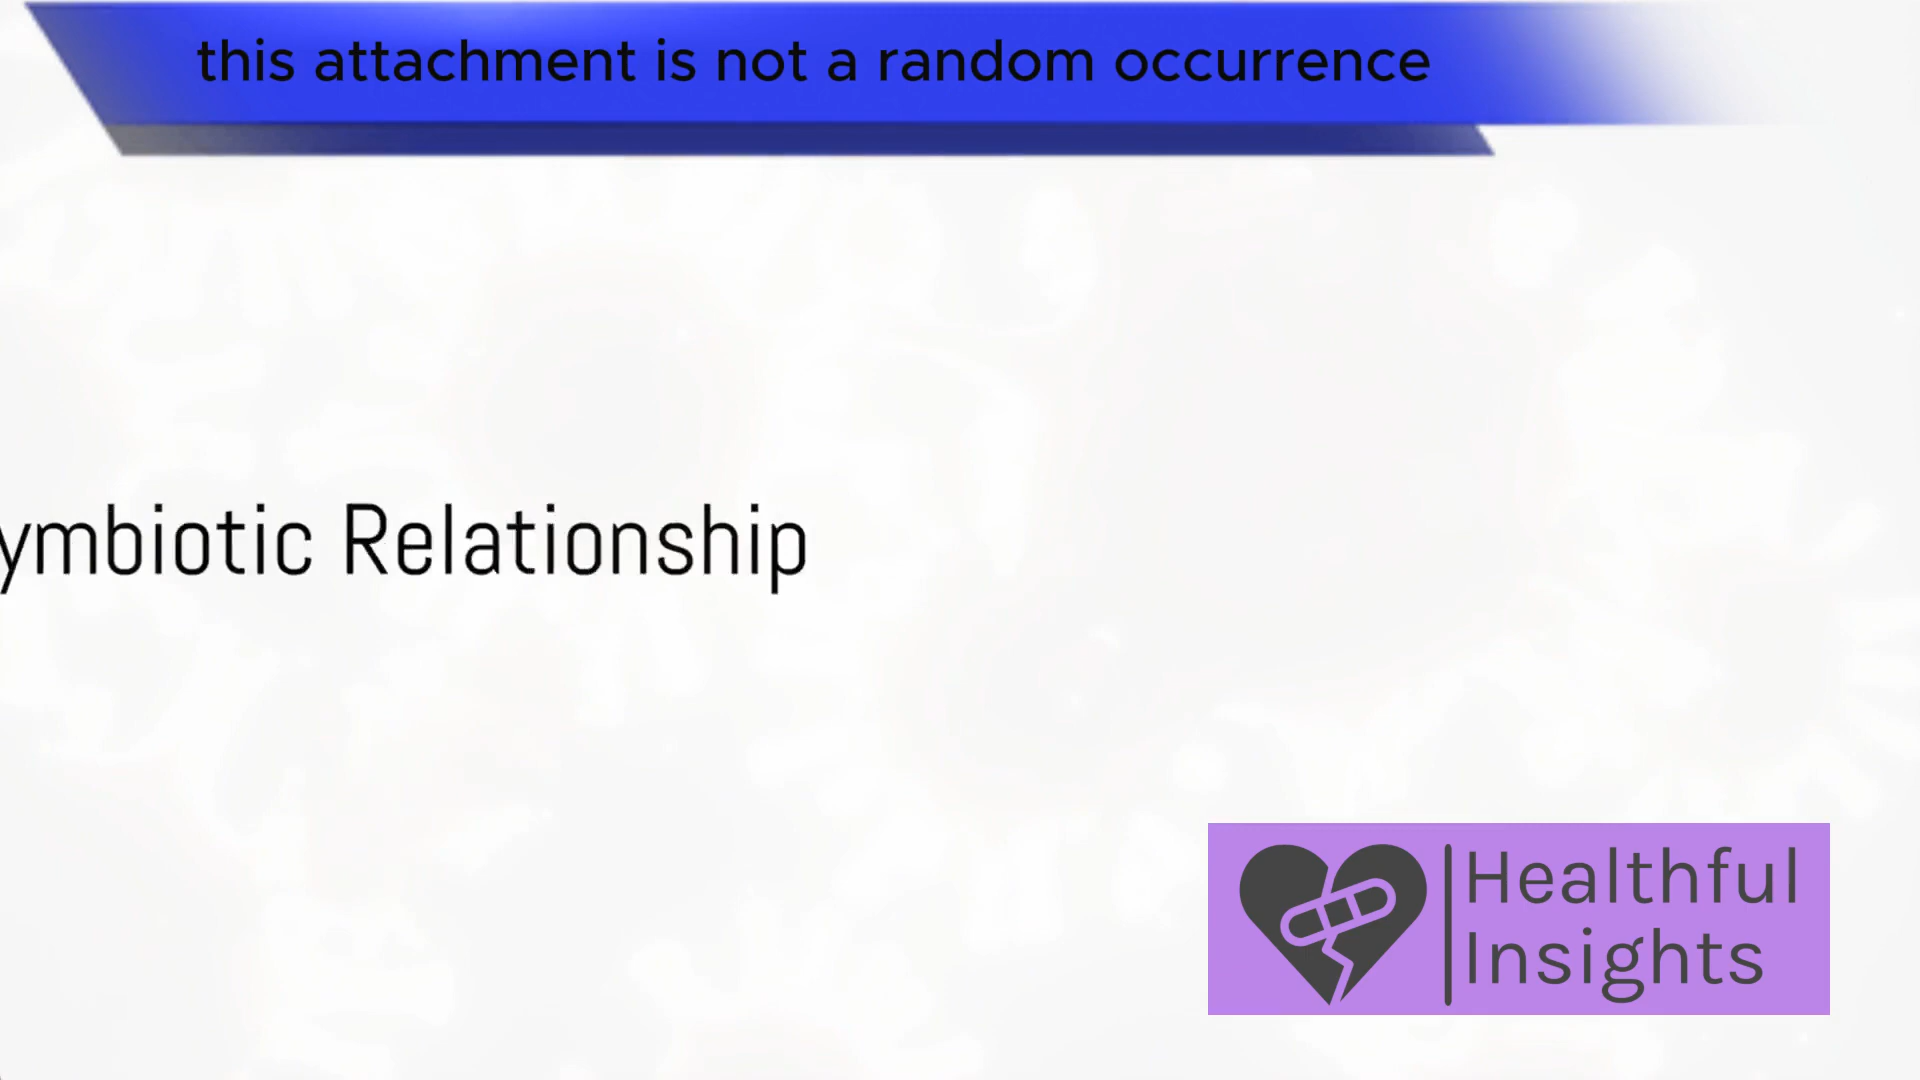 this attachment is not a random occurrence
ymbiotic Relationship
Healthful
Insights